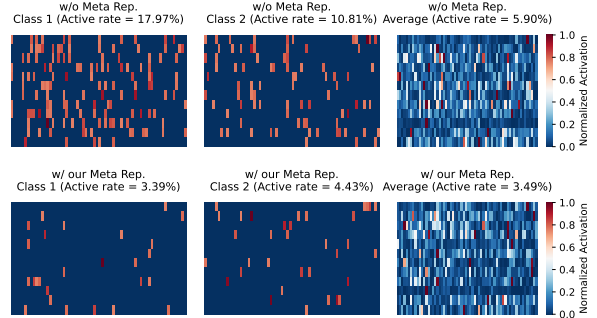 w/o Meta Rep.
Class 1 (Active rate = 17.97%)
w/o Meta Rep.
Class 2 (Active rate = 10.81%)
w/o Meta Rep.
Average (Active rate = 5.90%)
1.0
0.8
0.6
0.4
0.2
0.0
Normalized Activation
w/ our Meta Rep.
Class 1 (Active rate = 3.39%)
w/ our Meta Rep.
Class 2 (Active rate = 4.43%)
w/ our Meta Rep.
Average (Active rate = 3.49%)
1.0
0.8
0.6
0.4
0.2
0.0
Normalized Activation